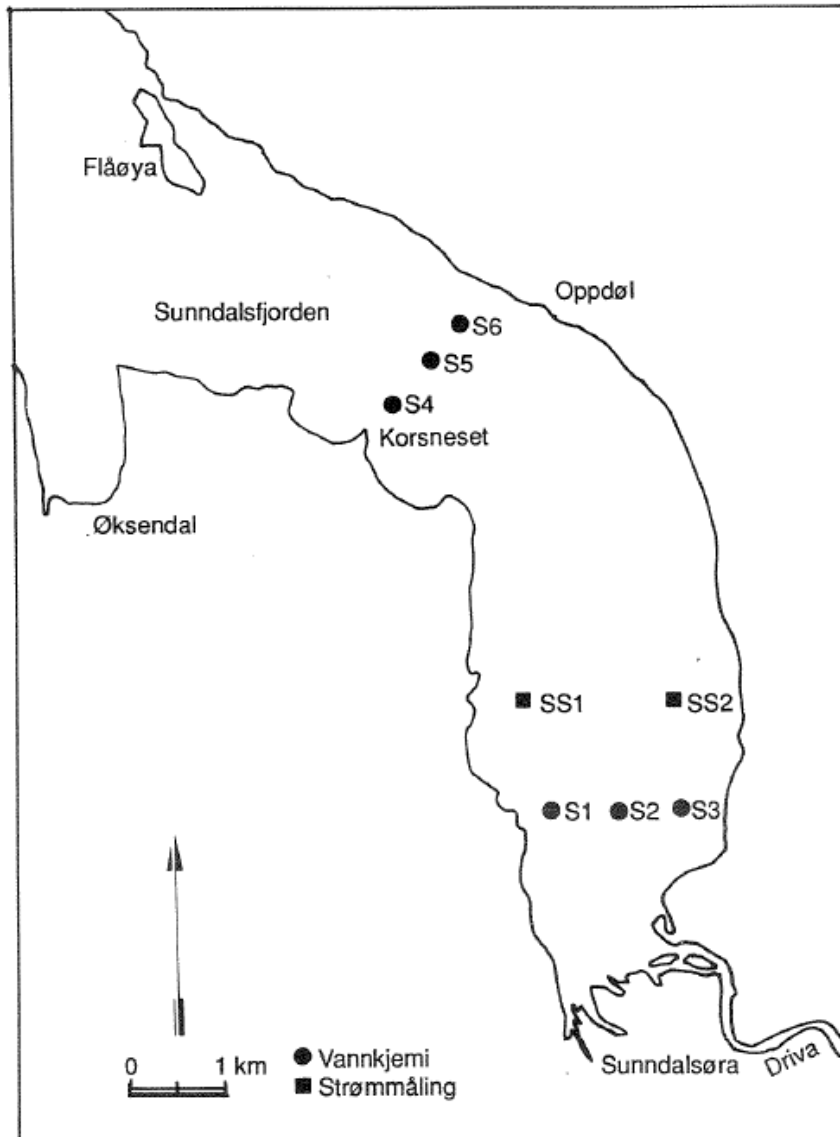 Flåøya
Sunndalsfjorden
Oppdøl
S6
S5
S4
Korsneset
Øksendal
SS1
SS2
S1
S2
S3
0
1 km
Vannkjemi
Strømmåling
Sunndalsøra
Driva